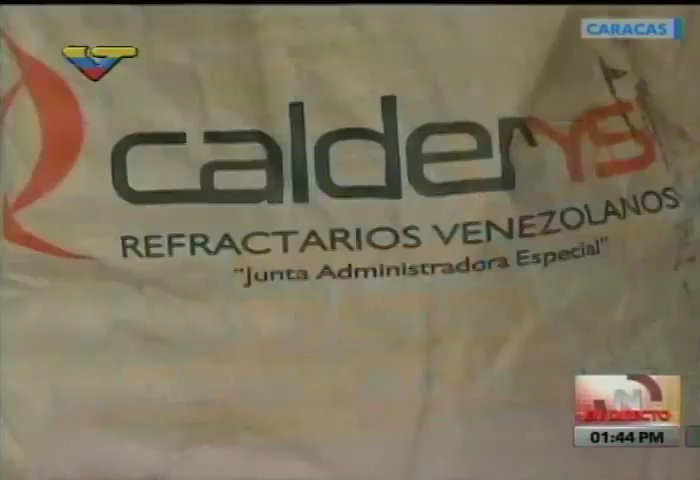 CARACAS
calderys
REFRACTARIOS VENEZOLANOS
"Junta Administradora Especial"
EN DIRECTO
01:44 PM